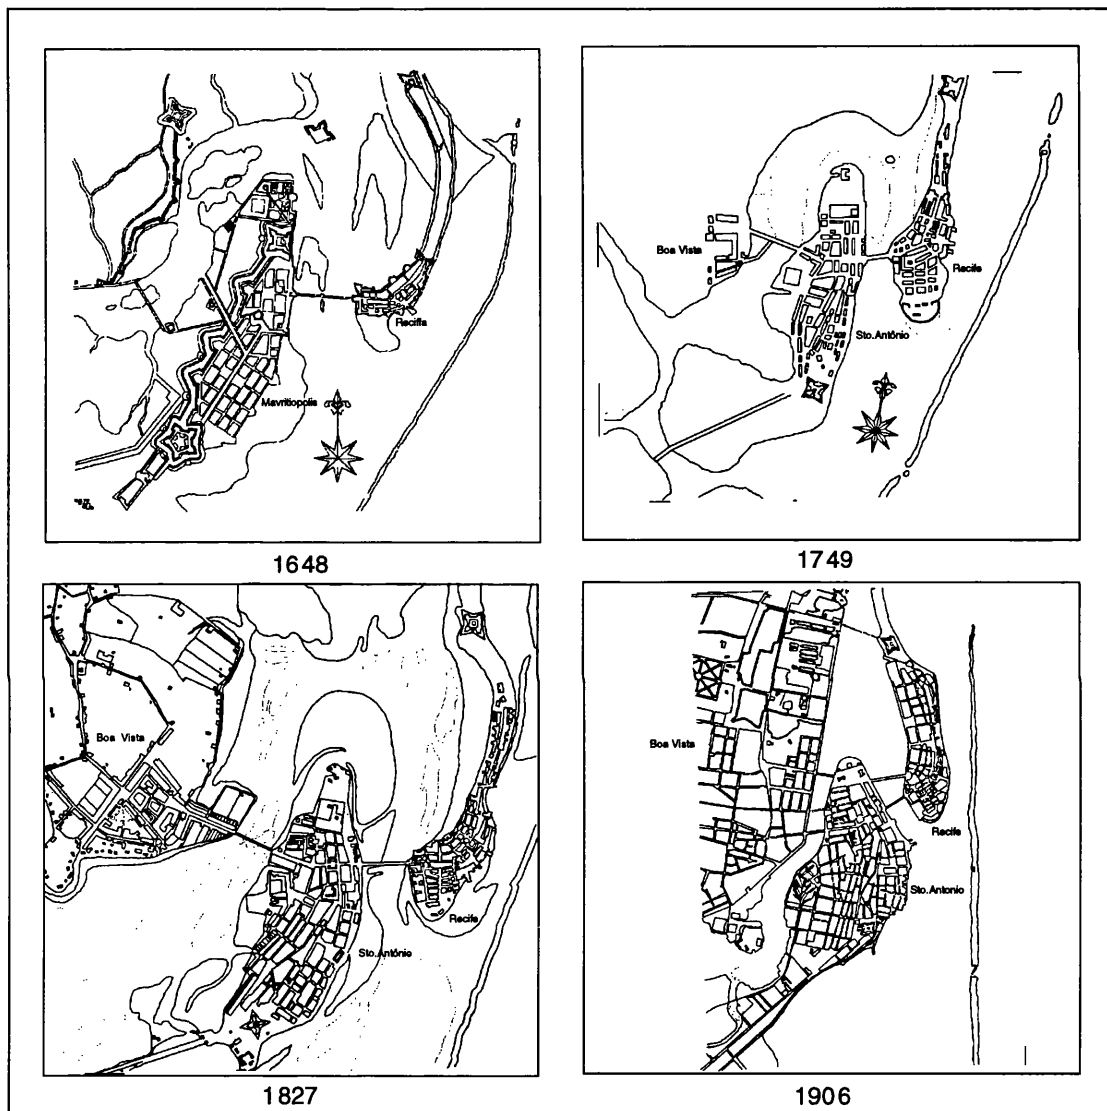 Reciffa
Mavritiopolis
1648
Boa Vista
Recife
Sto.Antônio
1749
Boa Vista
Recife
Sto.Antônio
1827
Boa Vista
Recife
Sto.Antonio
1906